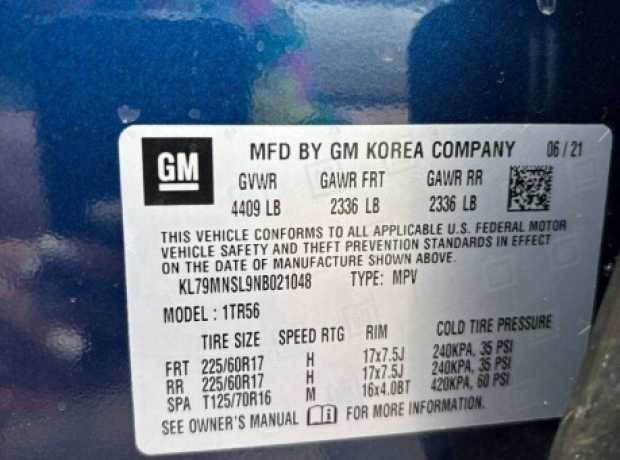 GM MFD BY GM KOREA COMPANY 06/21
GVWR GAWR FRT GAWR RR
4409 LB 2336 LB 2336 LB
THIS VEHICLE CONFORMS TO ALL APPLICABLE U.S. FEDERAL MOTOR
VEHICLE SAFETY AND THEFT PREVENTION STANDARDS IN EFFECT
ON THE DATE OF MANUFACTURE SHOWN ABOVE.
KL79MNSL9NB021048 TYPE: MPV
MODEL : 1TR56
TIRE SIZE SPEED RTG RIM COLD TIRE PRESSURE
FRT 225/60R17 H 17x7.5J 240KPA, 35 PSI
RR 225/60R17 H 17x7.5J 240KPA, 35 PSI
SPA T125/70R16 M 16x4.0BT 420KPA, 60 PSI
SEE OWNER'S MANUAL FOR MORE INFORMATION.